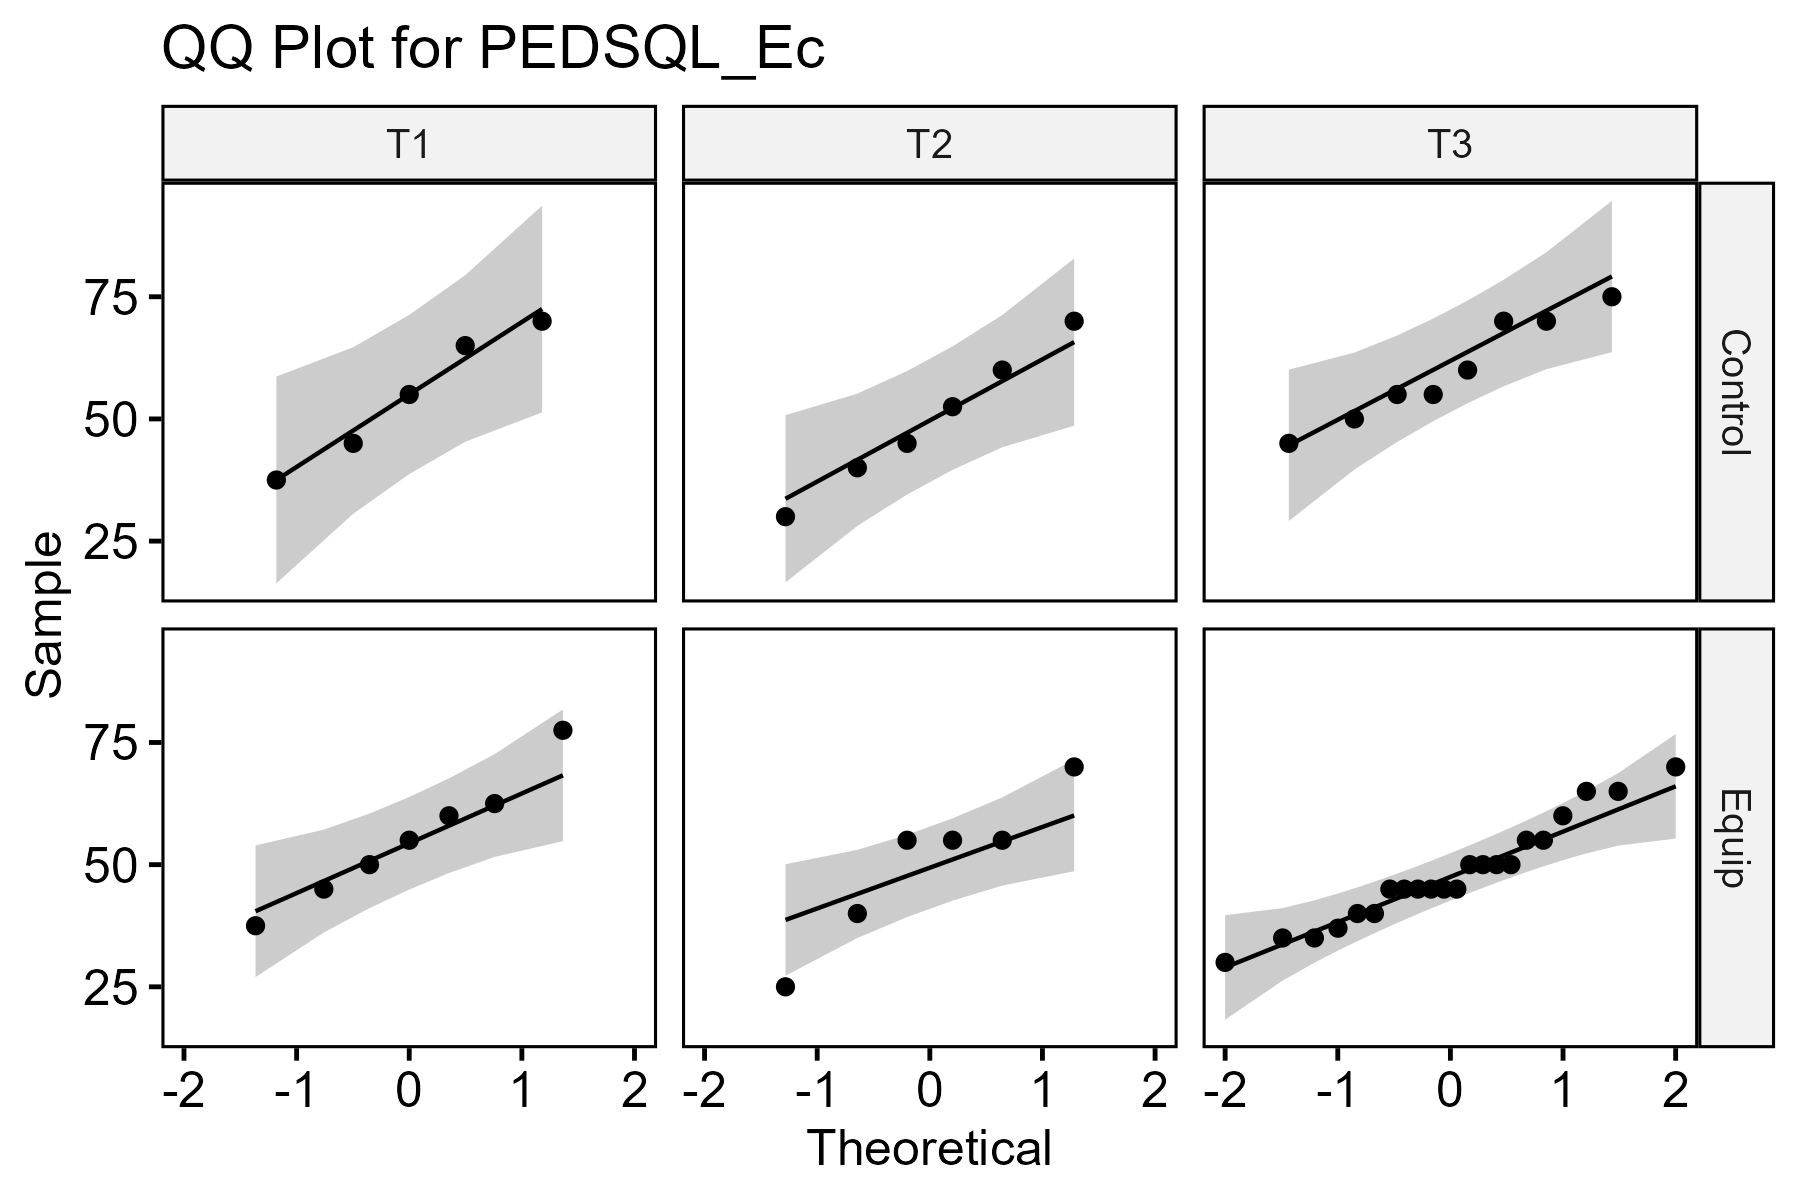 QQ Plot for PEDSQL_Ec
T1 T2 T3
75
50
25
Control
Sample
75
50
25
Equip
-2 -1 0 1 2 -2 -1 0 1 2 -2 -1 0 1 2
Theoretical